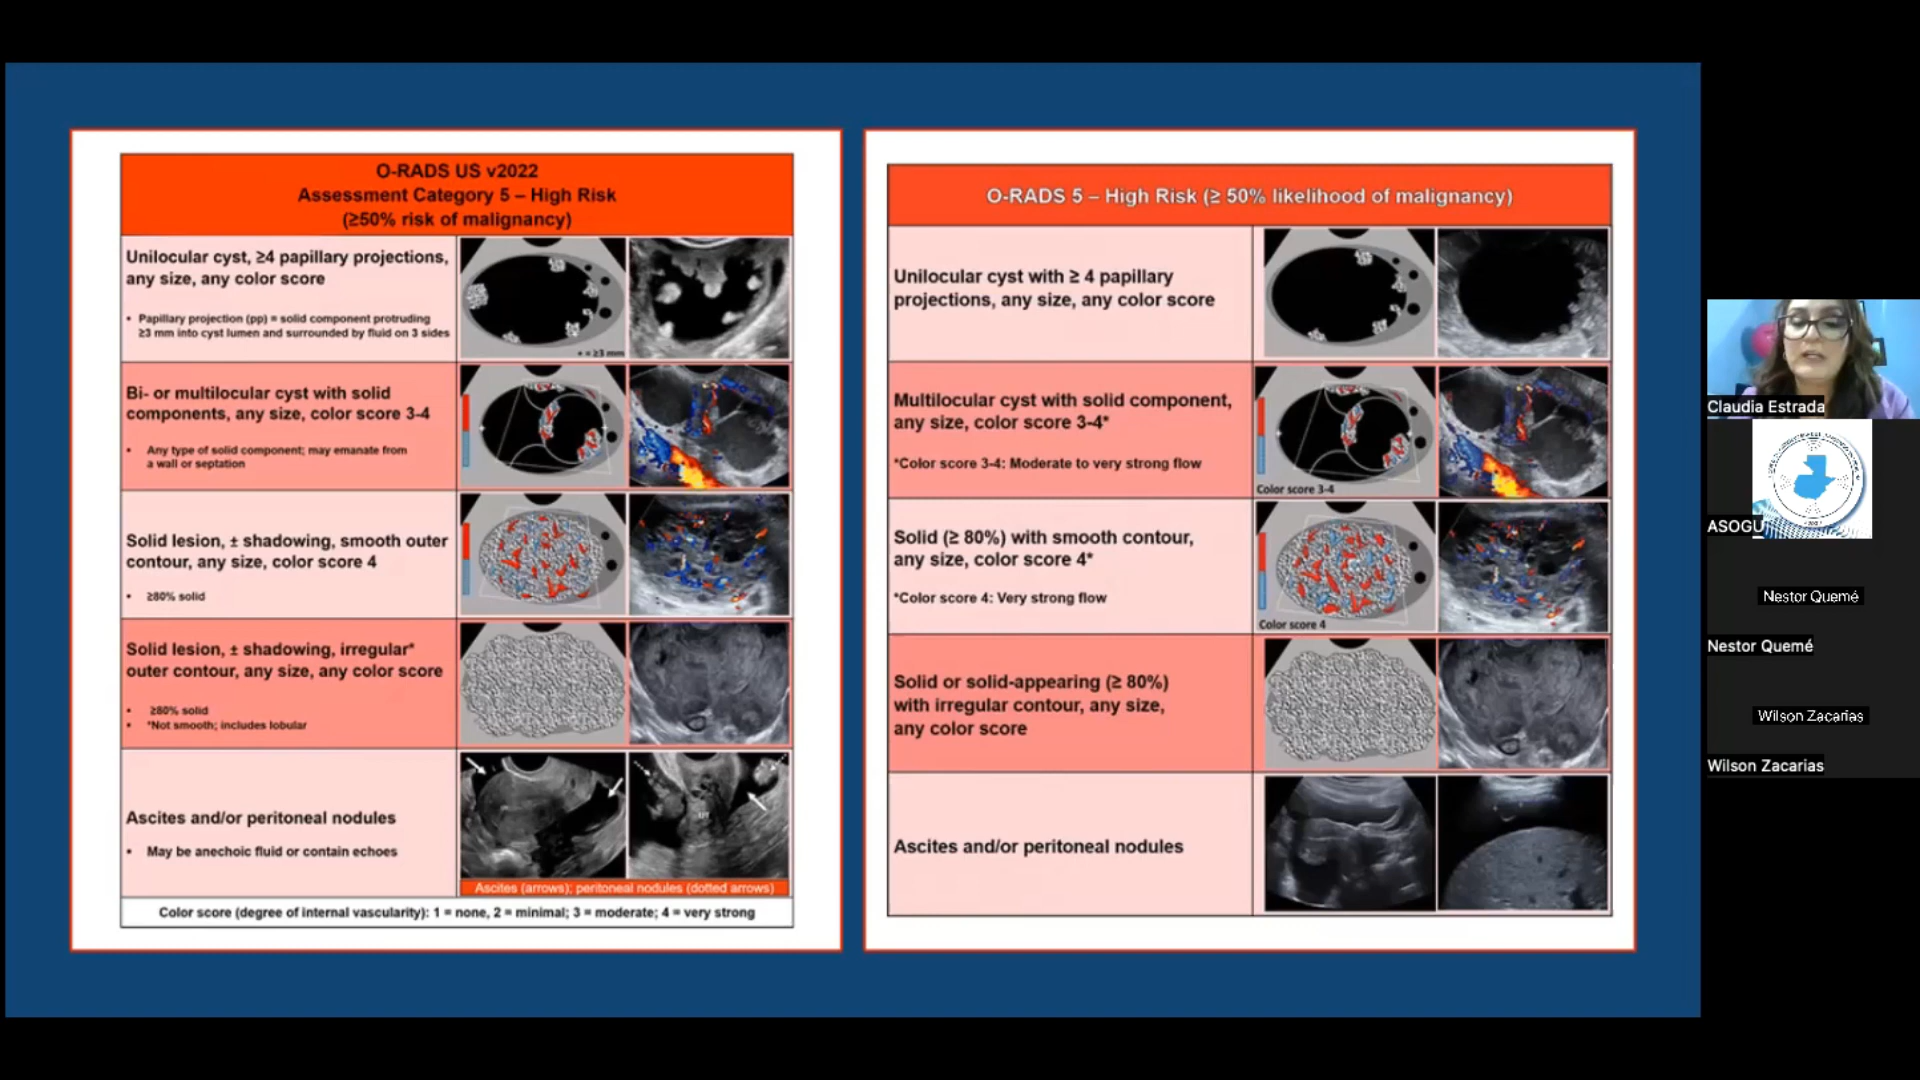 O-RADS US v2022
Assessment Category 5 – High Risk
(≥50% risk of malignancy)
Unilocular cyst, ≥4 papillary projections,
any size, any color score
• Papillary projection (pp) = solid component protruding
≥3 mm into cyst lumen and surrounded by fluid on 3 sides
Bi- or multilocular cyst with solid
components, any size, color score 3-4
• Any type of solid component; may emanate from
a wall or septation
Solid lesion, ± shadowing, smooth outer
contour, any size, color score 4
• ≥80% solid
Solid lesion, ± shadowing, irregular*
outer contour, any size, any color score
• ≥80% solid
• *Not smooth; includes lobular
Ascites and/or peritoneal nodules
• May be anechoic fluid or contain echoes
Ascites (arrows); peritoneal nodules (dotted arrows)
Color score (degree of internal vascularity): 1 = none, 2 = minimal; 3 = moderate; 4 = very strong
O-RADS 5 – High Risk (≥ 50% likelihood of malignancy)
Unilocular cyst with ≥ 4 papillary
projections, any size, any color score
Multilocular cyst with solid component,
any size, color score 3-4*
*Color score 3-4: Moderate to very strong flow
Color score 3-4
Solid (≥ 80%) with smooth contour,
any size, color score 4*
*Color score 4: Very strong flow
Color score 4
Solid or solid-appearing (≥ 80%)
with irregular contour, any size,
any color score
Ascites and/or peritoneal nodules
Claudia Estrada
ASOGU
Nestor Quemé
Nestor Quemé
Wilson Zacarias
Wilson Zacarias